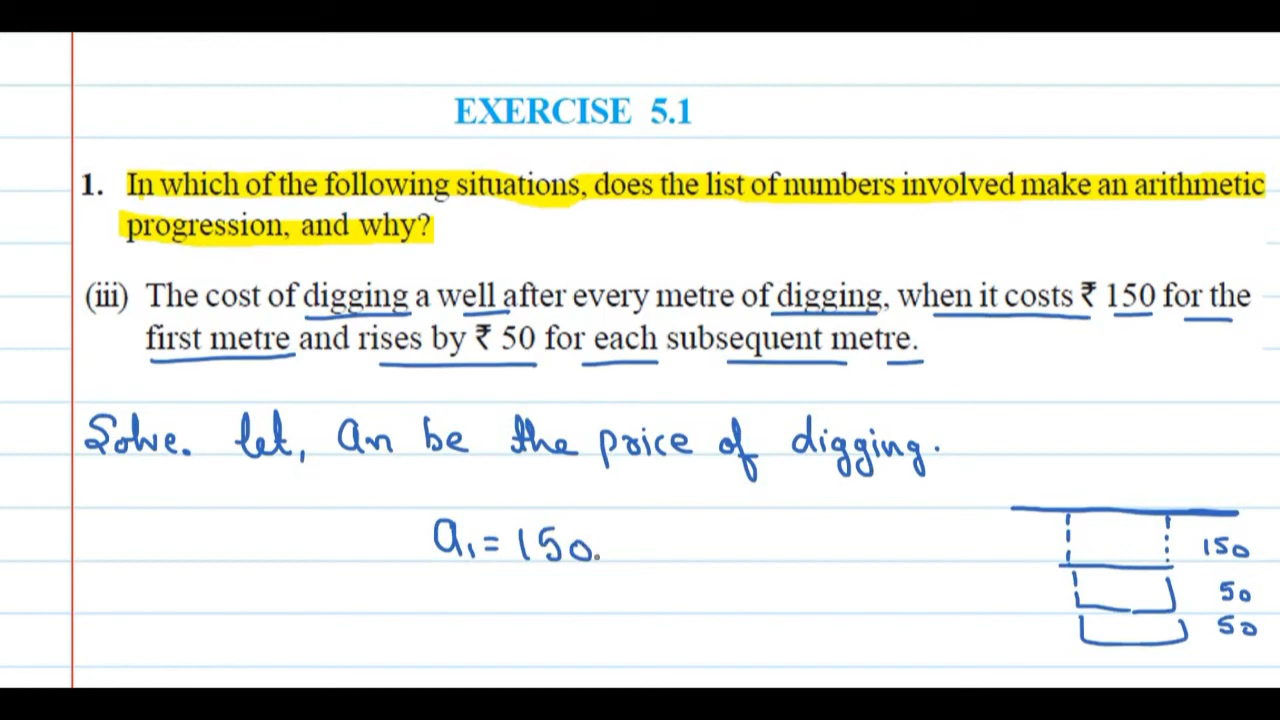 EXERCISE 5.1
1. In which of the following situations, does the list of numbers involved make an arithmetic
progression, and why?
(iii) The cost of digging a well after every metre of digging, when it costs ₹ 150 for the
first metre and rises by ₹ 50 for each subsequent metre.
Solve. let, an be the price of digging.
a₁ = 150.
150
50
50